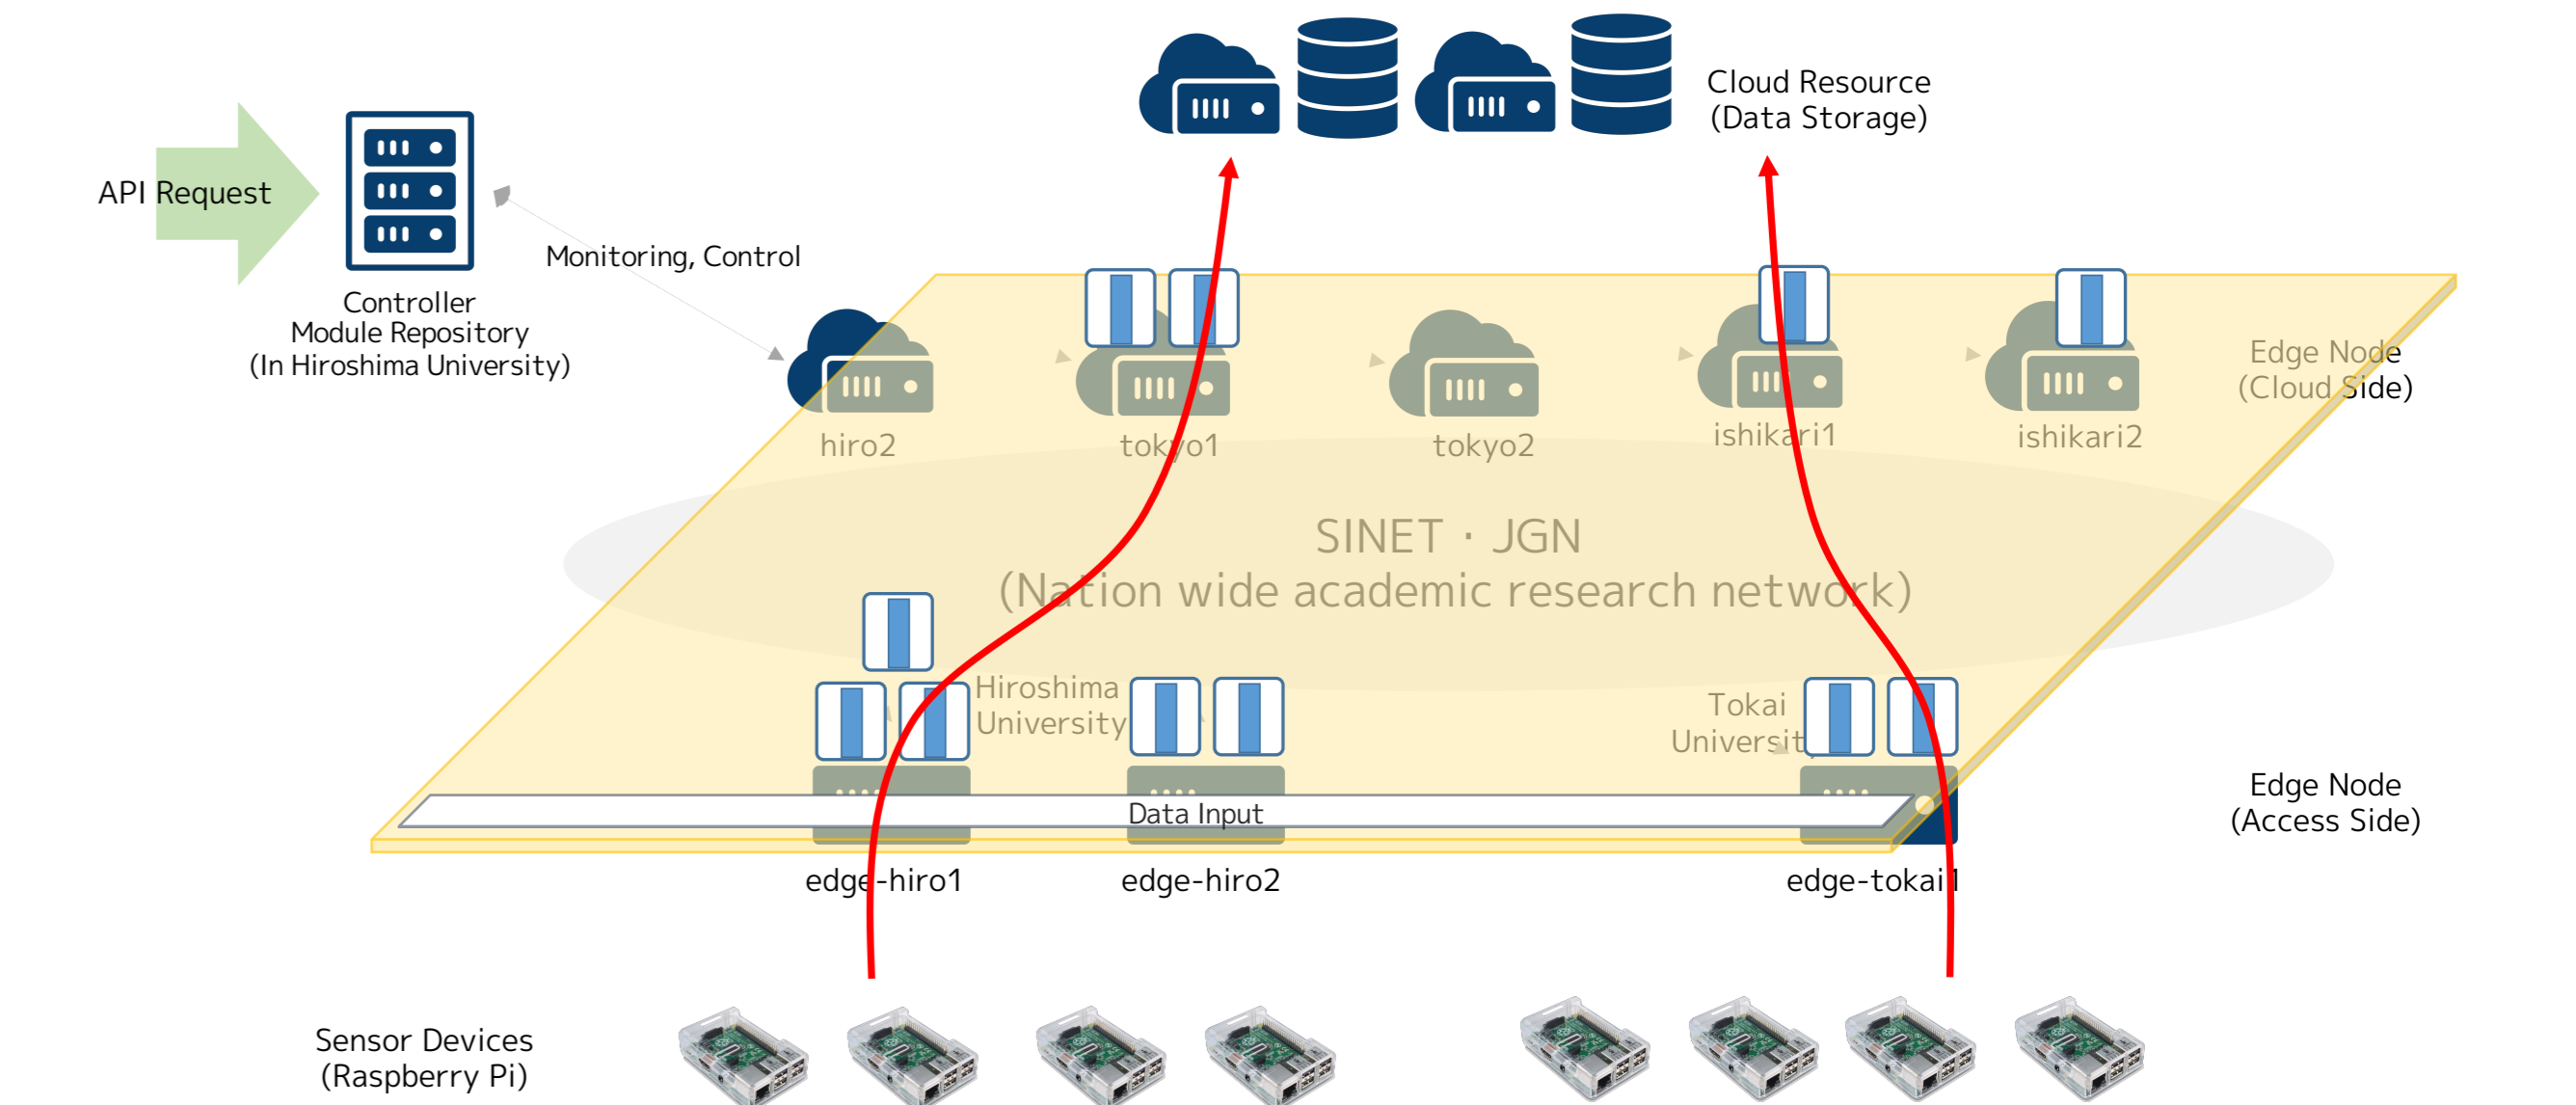 Cloud Resource
(Data Storage)
API Request
Monitoring, Control
Controller
Module Repository
(In Hiroshima University)
Edge Node
(Cloud Side)
hiro2
tokyo1
tokyo2
ishikari1
ishikari2
SINET・JGN
(Nation wide academic research network)
Hiroshima
University
Tokai
University
Data Input
Edge Node
(Access Side)
edge-hiro1
edge-hiro2
edge-tokai1
Sensor Devices
(Raspberry Pi)